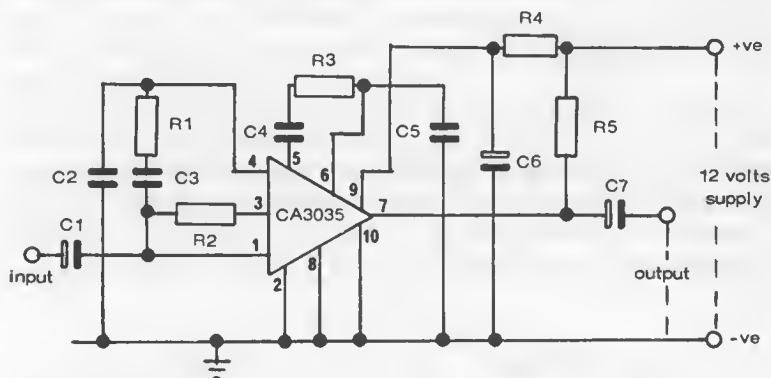 R4
+ve
R3
R1
C4
C5
R5
C2
C3
4
5
6
C6
9
12 volts
supply
C7
3
CA3035
7
C1
R2
10
1
input
output
2
8
-ve